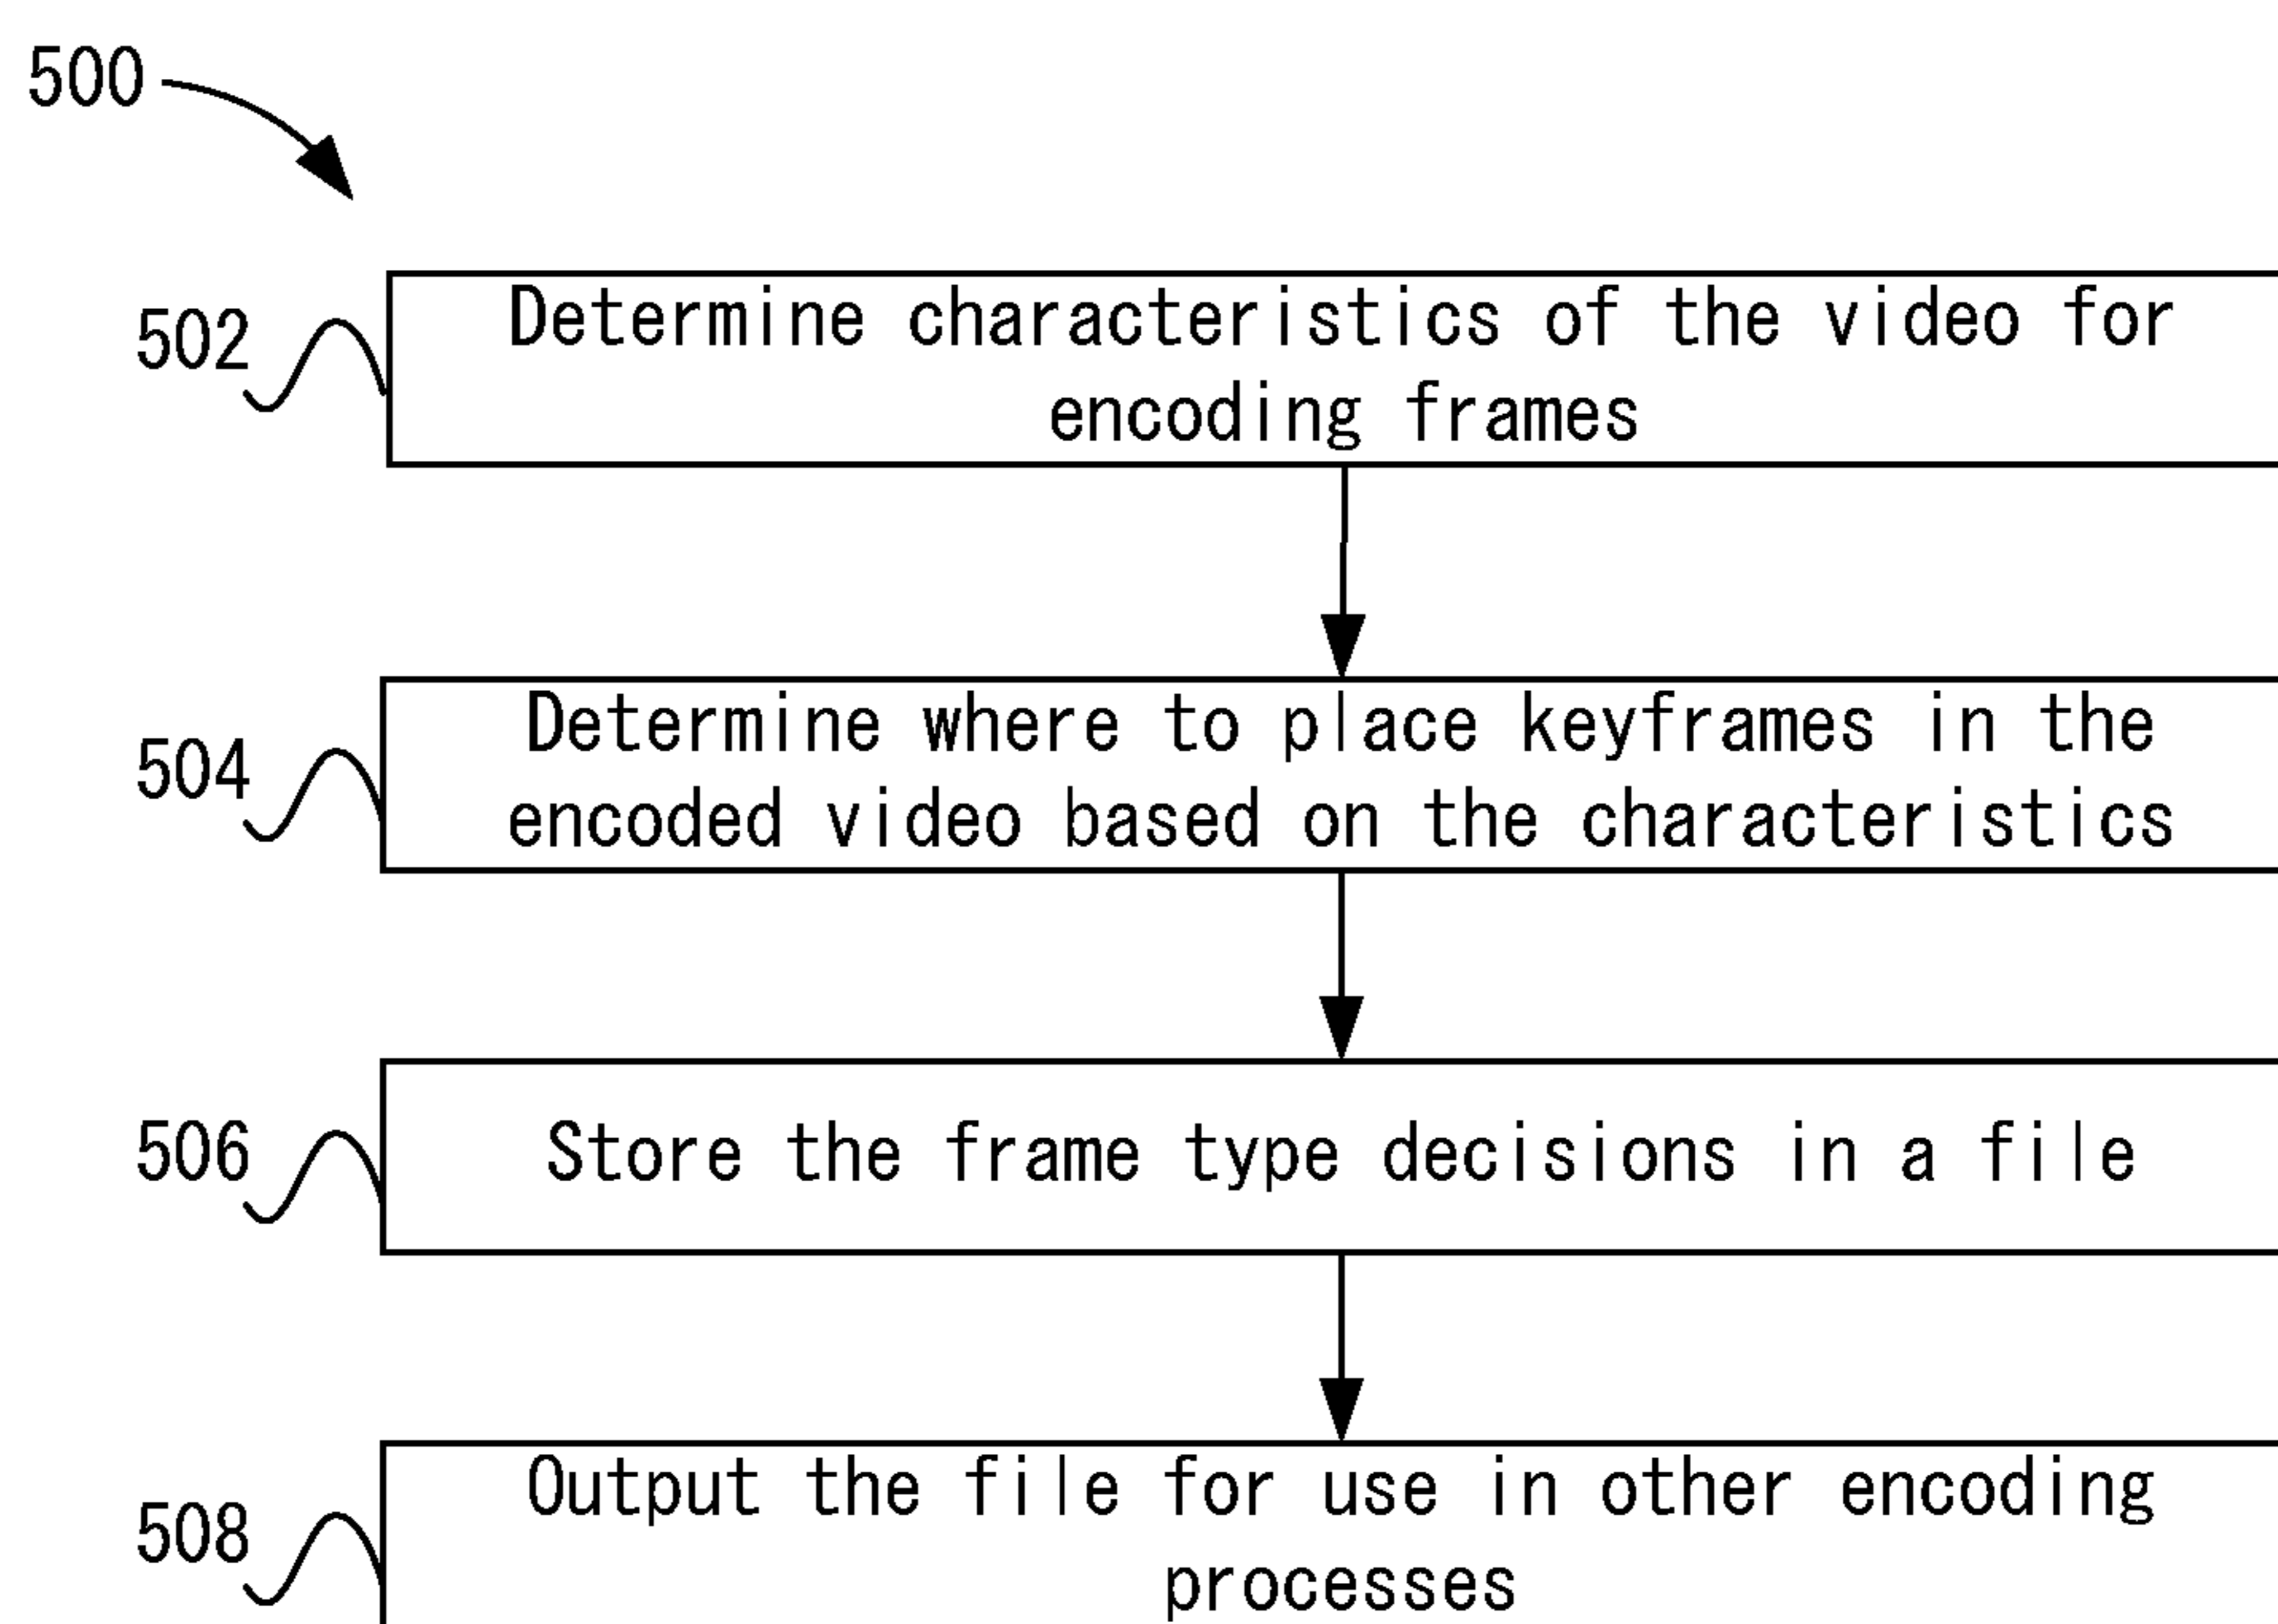 500
502
Determine characteristics of the video for
encoding frames
504
Determine where to place keyframes in the
encoded video based on the characteristics
506
Store the frame type decisions in a file
508
Output the file for use in other encoding
processes